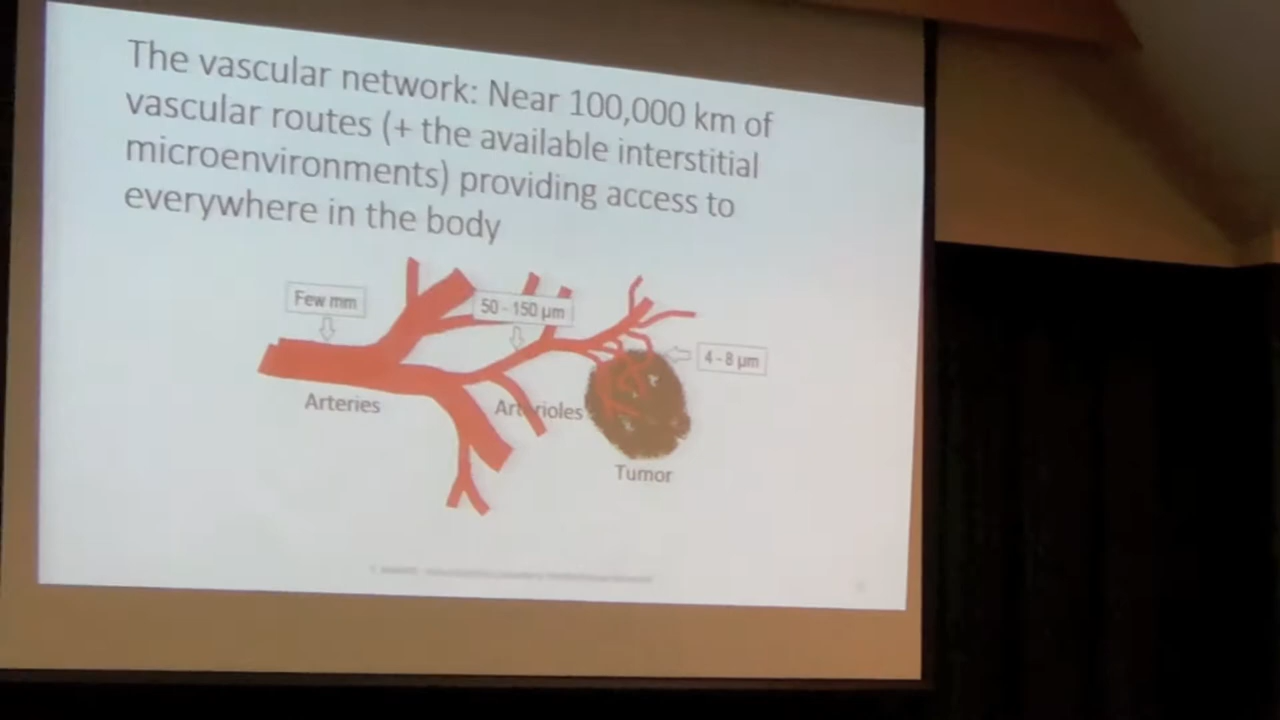 The vascular network: Near 100,000 km of
vascular routes (+ the available interstitial
microenvironments) providing access to
everywhere in the body
Few mm
50 - 150 µm
4 - 8 µm
Arteries
Arterioles
Tumor